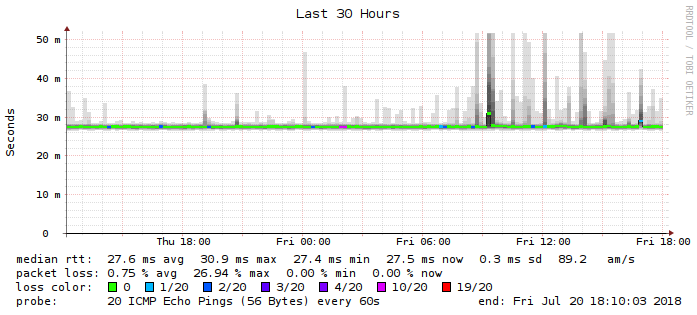 Last 30 Hours
RRDTOOL / TOBI OETIKER
Seconds
50 m
40 m
30 m
20 m
10 m
0
Thu 18:00 Fri 00:00 Fri 06:00 Fri 12:00 Fri 18:00
median rtt: 27.6 ms avg 30.9 ms max 27.4 ms min 27.5 ms now 0.3 ms sd 89.2 am/s
packet loss: 0.75 % avg 26.94 % max 0.00 % min 0.00 % now
loss color: 0 1/20 2/20 3/20 4/20 10/20 19/20
probe: 20 ICMP Echo Pings (56 Bytes) every 60s end: Fri Jul 20 18:10:03 2018